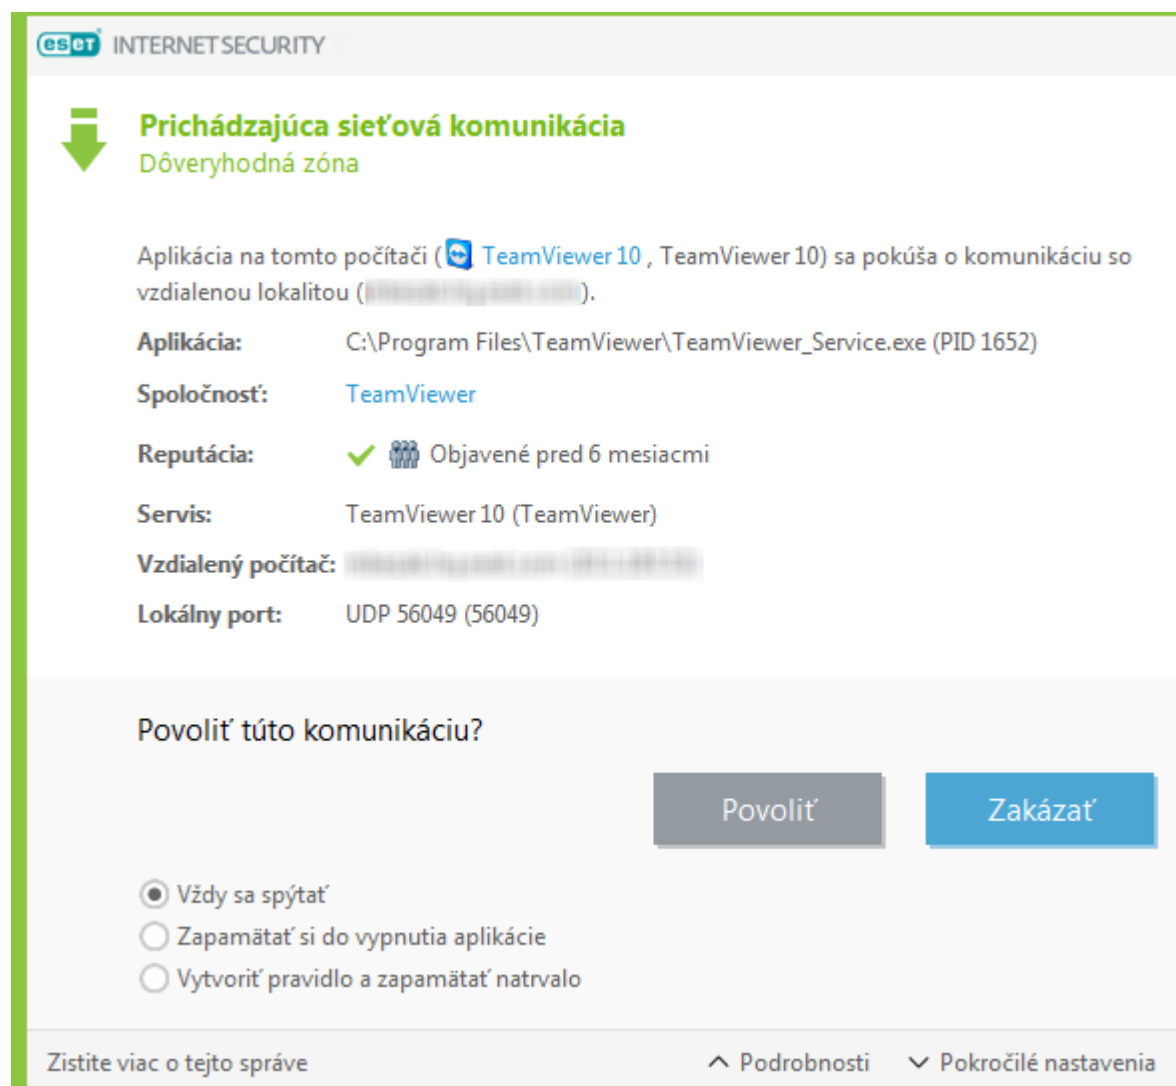 eset INTERNET SECURITY
Prichádzajúca sieťová komunikácia
Dôveryhodná zóna
Aplikácia na tomto počítači ( TeamViewer 10 , TeamViewer 10) sa pokúša o komunikáciu so
vzdialenou lokalitou ( ).
Aplikácia: C:\Program Files\TeamViewer\TeamViewer_Service.exe (PID 1652)
Spoločnosť: TeamViewer
Reputácia: Objavené pred 6 mesiacmi
Servis: TeamViewer 10 (TeamViewer)
Vzdialený počítač:
Lokálny port: UDP 56049 (56049)
Povoliť túto komunikáciu?
Povoliť Zakázať
Vždy sa spýtať
Zapamätať si do vypnutia aplikácie
Vytvoriť pravidlo a zapamätať natrvalo
Zistite viac o tejto správe Podrobnosti Pokročilé nastavenia